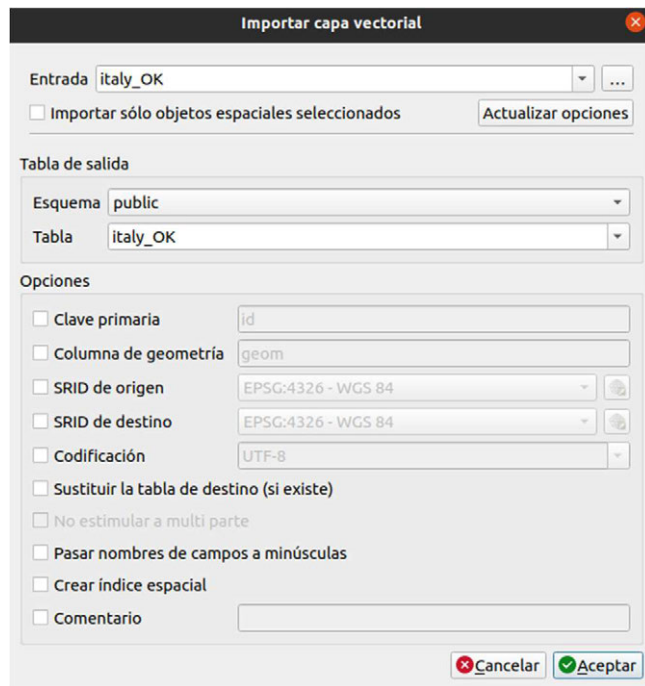 Importar capa vectorial
Entrada italy_OK ...
Importar sólo objetos espaciales seleccionados Actualizar opciones
Tabla de salida
Esquema public
Tabla italy_OK
Opciones
Clave primaria id
Columna de geometría geom
SRID de origen EPSG:4326 - WGS 84
SRID de destino EPSG:4326 - WGS 84
Codificación UTF-8
Sustituir la tabla de destino (si existe)
No estimular a multi parte
Pasar nombres de campos a minúsculas
Crear índice espacial
Comentario
Cancelar Aceptar